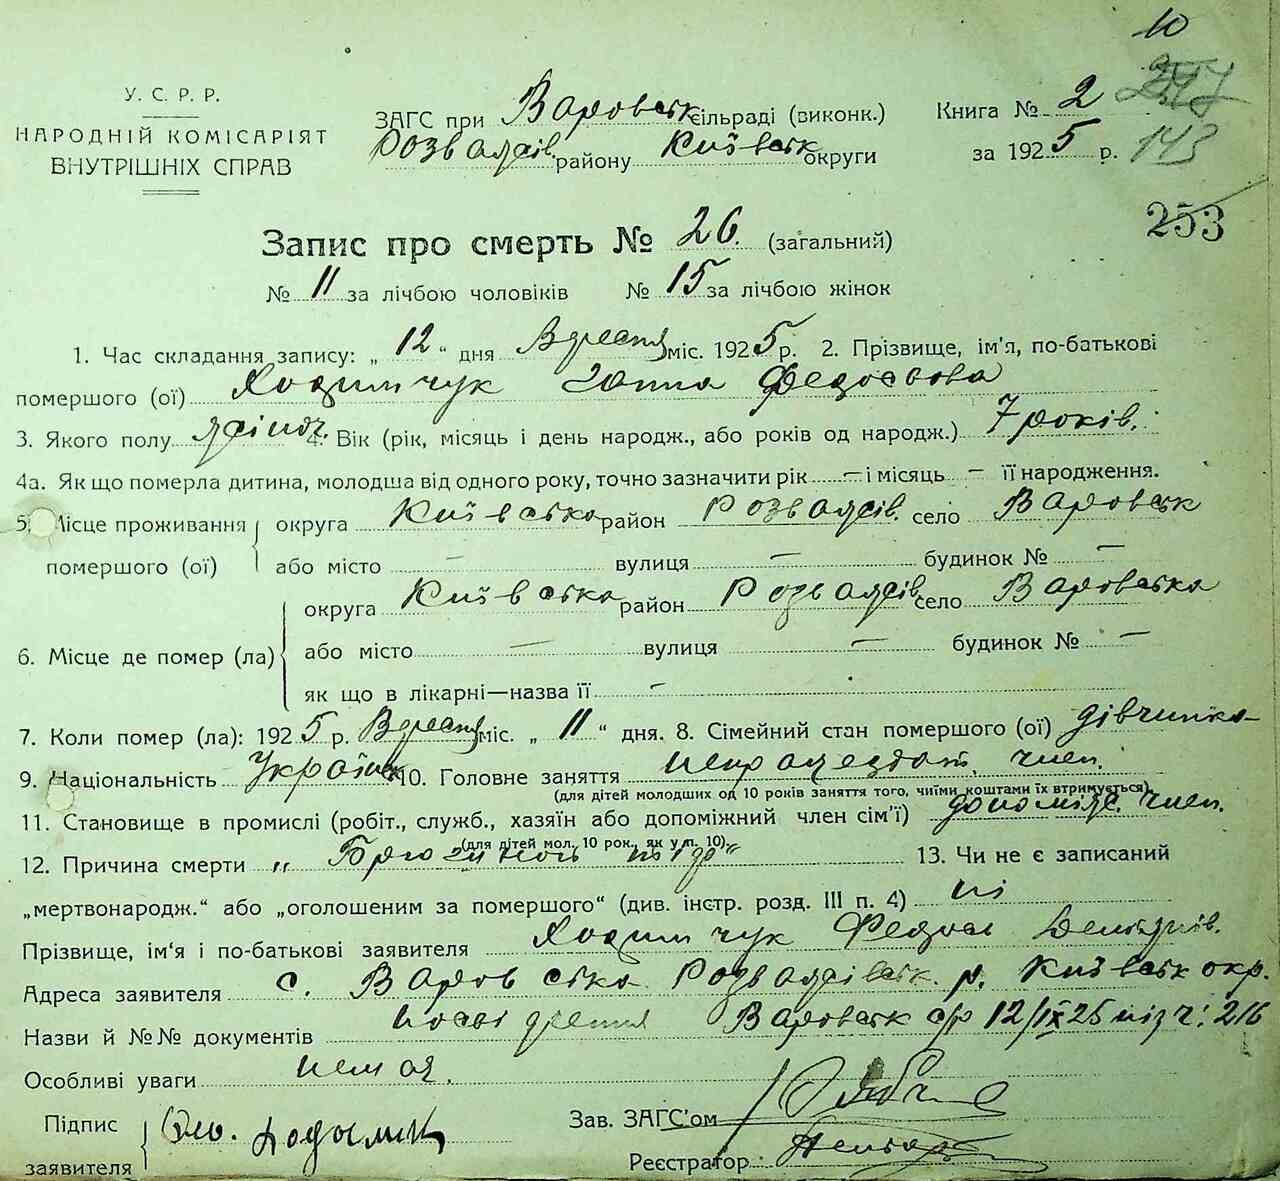 10
У. С. Р. Р.
НАРОДНІЙ КОМІСАРІЯТ
ВНУТРІШНІХ СПРАВ
ЗАГС при Варовськ сільраді (виконк.)
Розважів. району Київськ округи
Книга № 2
за 1925 р.
143
253
Запис про смерть № 26. (загальний)
№ 11 за лічбою чоловіків № 15 за лічбою жінок
1. Час складання запису: „ 12 “ дня Вдресня міс. 1925 р. 2. Прізвище, ім'я, по-батькові
помершого (ої) Ходимчук Федосьова
3. Якого полу жіноч. 4. Вік (рік, місяць і день народж., або років од народж.) 7 років.
4а. Як що померла дитина, молодша від одного року, точно зазначити рік — і місяць — її народження.
5. Місце проживання округа Київська район Розважів. село Варовськ
помершого (ої) або місто — вулиця — будинок № —
округа Київська район Розважів село Варовська
6. Місце де помер (ла) або місто — вулиця — будинок № —
як що в лікарні—назва її —
7. Коли помер (ла): 1925 р. Вдресня міс. „ 11 “ дня. 8. Сімейний стан помершого (ої) дівчинка
9. Національність Україн 10. Головне заняття непрацездат. член.
(для дітей молодших од 10 років заняття того, чиїми коштами їх втримується)
11. Становище в промислі (робіт., служб., хазяїн або допоміжний член сім'ї) допоміж. член.
(для дітей мол. 10 рок. як у п. 10).
12. Причина смерти „ 13. Чи не є записаний
„мертвонародж.“ або „оголошеним за помершого“ (див. інстр. розд. III п. 4) ні
Прізвище, ім'я і по-батькові заявителя Ходимчук Федос
Адреса заявителя с. Варовська Розважівськ. р. Київськ окр.
Назви й №№ документів посвідчення Варовськ с/р 12/IX 25 під ч: 216
Особливі уваги немає.
Підпис
заявителя
Зав. ЗАГС'ом
Реєстратор